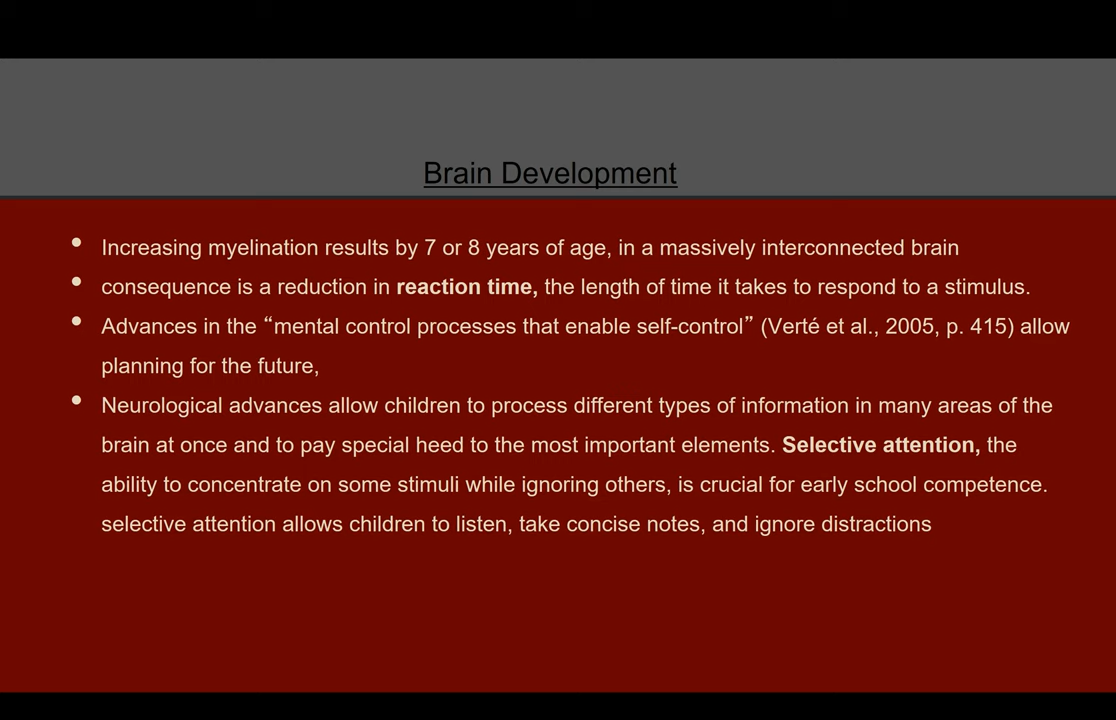 Brain Development
• Increasing myelination results by 7 or 8 years of age, in a massively interconnected brain
• consequence is a reduction in reaction time, the length of time it takes to respond to a stimulus.
• Advances in the “mental control processes that enable self-control” (Verté et al., 2005, p. 415) allow
planning for the future,
• Neurological advances allow children to process different types of information in many areas of the
brain at once and to pay special heed to the most important elements. Selective attention, the
ability to concentrate on some stimuli while ignoring others, is crucial for early school competence.
selective attention allows children to listen, take concise notes, and ignore distractions